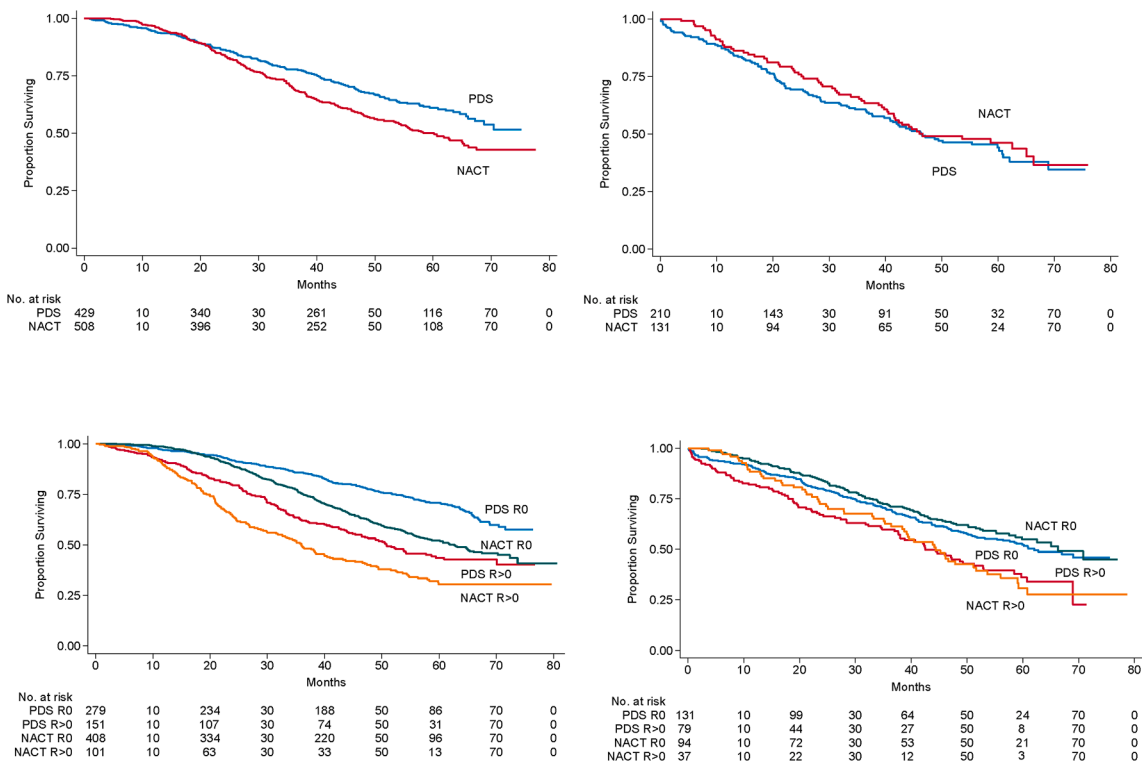 1.00
0.75
0.50
0.25
0.00
Proportion Surviving
PDS
NACT
0 10 20 30 40 50 60 70 80
Months
No. at risk
PDS 429 10 340 30 261 50 116 70 0
NACT 508 10 396 30 252 50 108 70 0
1.00
0.75
0.50
0.25
0.00
Proportion Surviving
NACT
PDS
0 10 20 30 40 50 60 70 80
Months
No. at risk
PDS 210 10 143 30 91 50 32 70 0
NACT 131 10 94 30 65 50 24 70 0
1.00
0.75
0.50
0.25
0.00
Proportion Surviving
PDS R0
NACT R0
PDS R>0
NACT R>0
0 10 20 30 40 50 60 70 80
Months
No. at risk
PDS R0 279 10 234 30 188 50 86 70 0
PDS R>0 151 10 107 30 74 50 31 70 0
NACT R0 408 10 334 30 220 50 96 70 0
NACT R>0 101 10 63 30 33 50 13 70 0
1.00
0.75
0.50
0.25
0.00
Proportion Surviving
NACT R0
PDS R0
PDS R>0
NACT R>0
0 10 20 30 40 50 60 70 80
Months
No. at risk
PDS R0 131 10 99 30 64 50 24 70 0
PDS R>0 79 10 44 30 27 50 8 70 0
NACT R0 94 10 72 30 53 50 21 70 0
NACT R>0 37 10 22 30 12 50 3 70 0